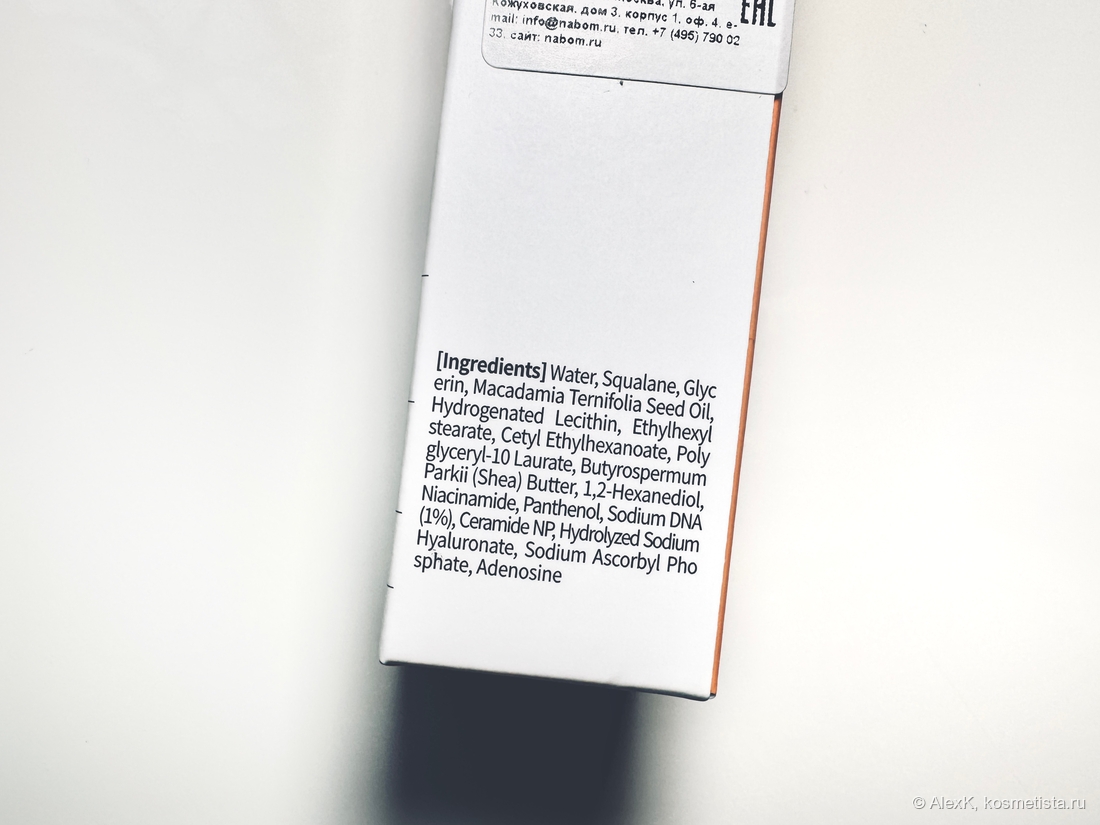 ул. 6-ая
Кожуховская, дом 3, корпус 1, оф. 4, e-
mail: info@nabom.ru, тел. +7 (495) 790 02
33. сайт: nabom.ru
EAC
[Ingredients] Water, Squalane, Glyc
erin, Macadamia Ternifolia Seed Oil,
Hydrogenated Lecithin, Ethylhexyl
stearate, Cetyl Ethylhexanoate, Poly
glyceryl-10 Laurate, Butyrospermum
Parkii (Shea) Butter, 1,2-Hexanediol,
Niacinamide, Panthenol, Sodium DNA
(1%), Ceramide NP, Hydrolyzed Sodium
Hyaluronate, Sodium Ascorbyl Pho
sphate, Adenosine
© AlexK, kosmetista.ru